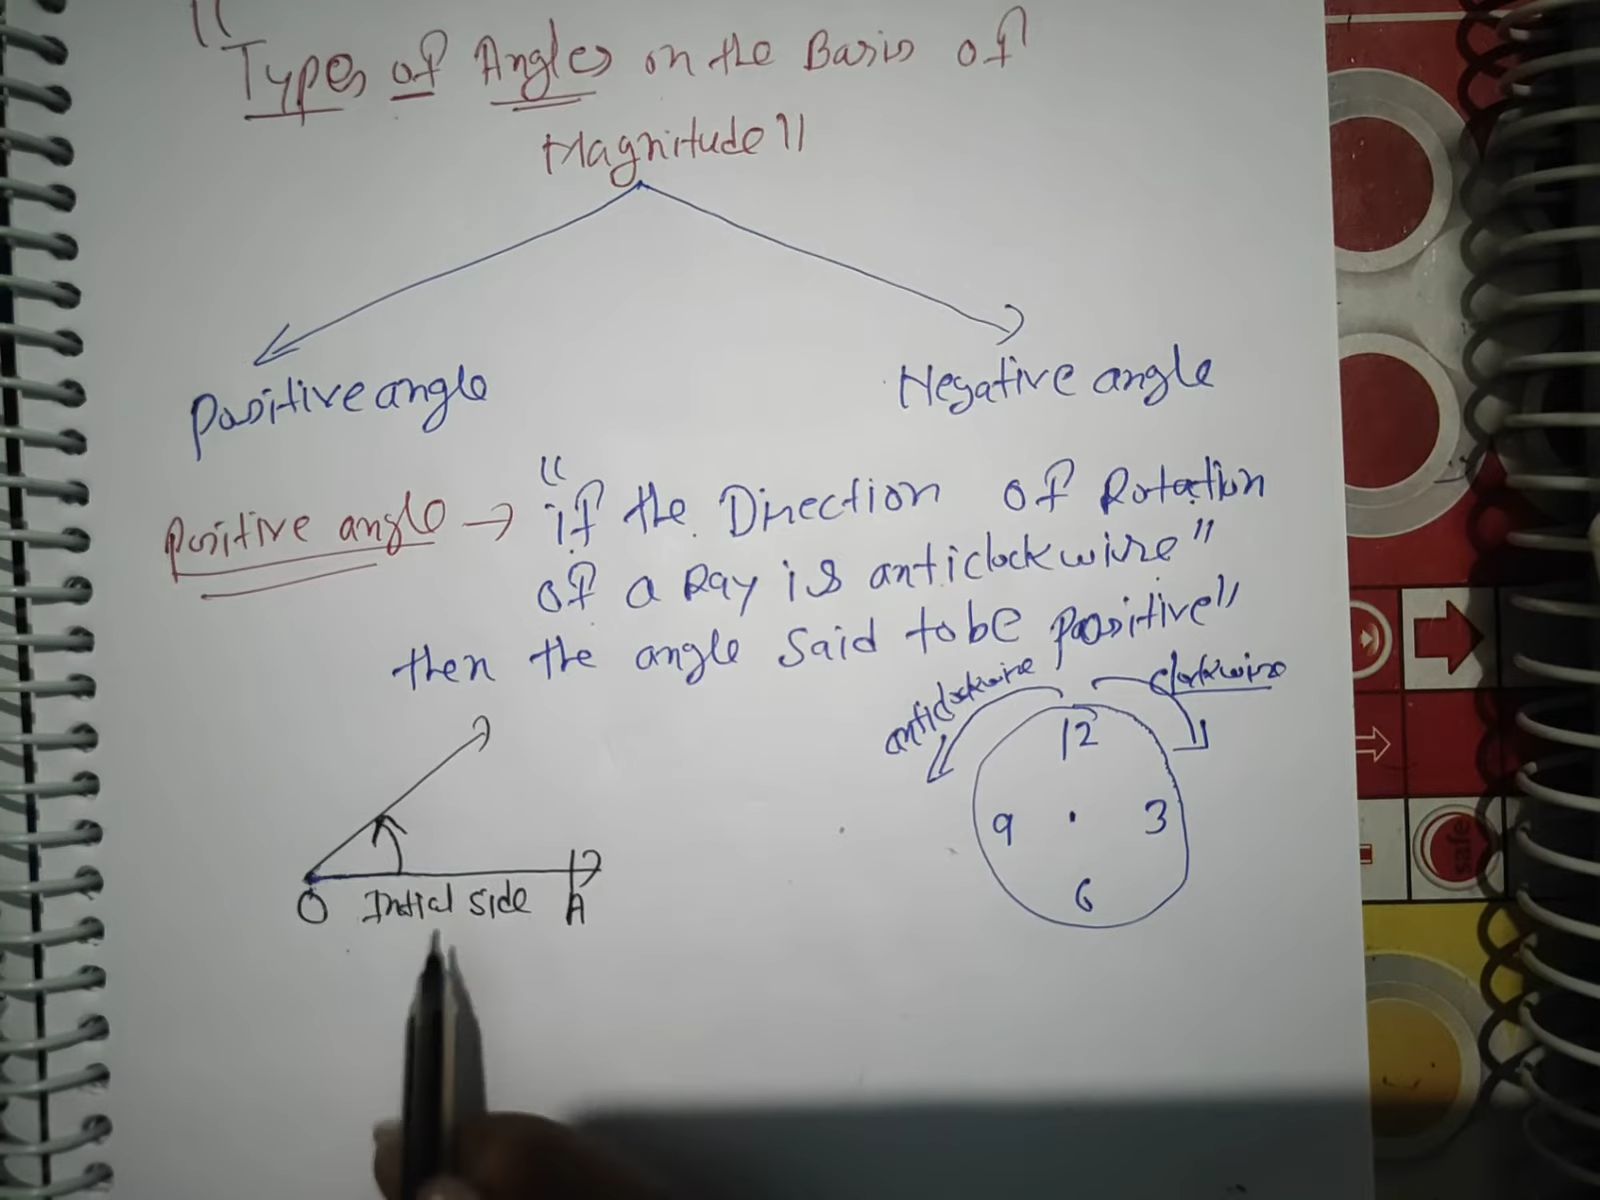 "Types of Angles on the Basis of
Magnitude"
Positive angle
Negative angle
Positive angle → "if the Direction of Rotation
of a Ray is anticlockwise"
then the angle said to be positive"
anticlockwise
clockwise
12
9
3
6
O Initial side A
safe